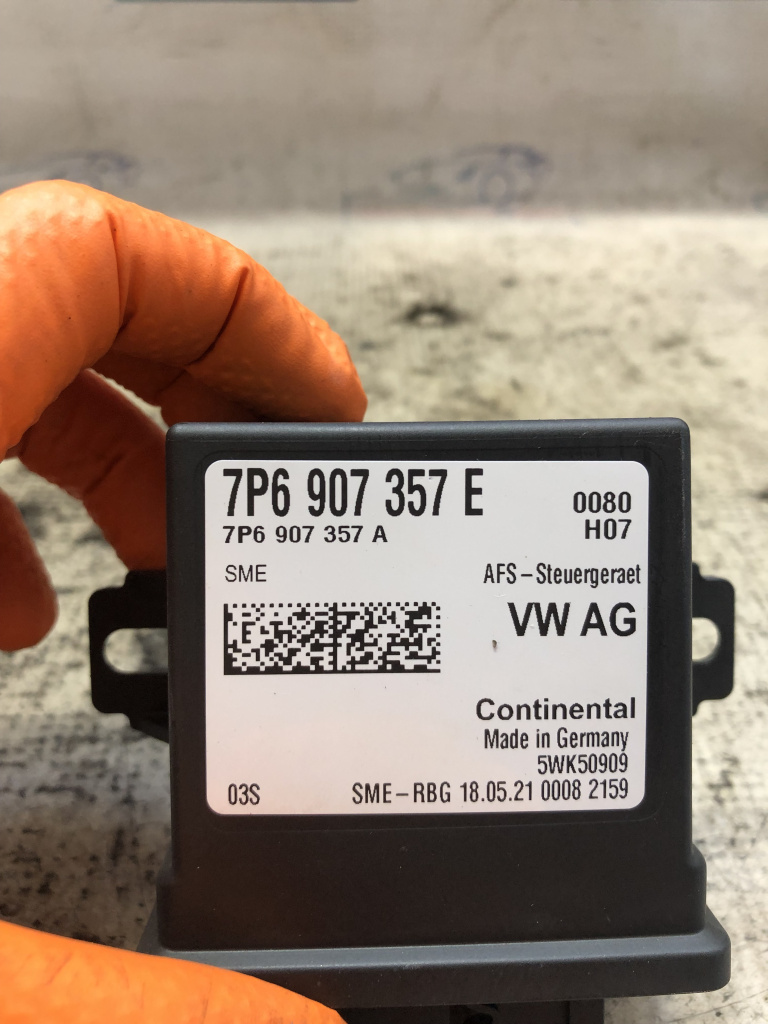 7P6 907 357 E
0080
7P6 907 357 A
H07
SME
AFS-Steuergeraet
VW AG
Continental
Made in Germany
5WK50909
03S
SME-RBG 18.05.21 0008 2159